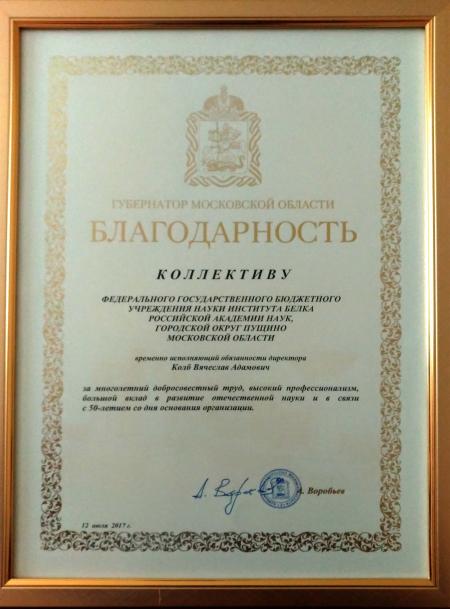 ГУБЕРНАТОР МОСКОВСКОЙ ОБЛАСТИ
БЛАГОДАРНОСТЬ
КОЛЛЕКТИВУ
ФЕДЕРАЛЬНОГО ГОСУДАРСТВЕННОГО БЮДЖЕТНОГО
УЧРЕЖДЕНИЯ НАУКИ ИНСТИТУТА БЕЛКА
РОССИЙСКОЙ АКАДЕМИИ НАУК,
ГОРОДСКОЙ ОКРУГ ПУЩИНО
МОСКОВСКОЙ ОБЛАСТИ
временно исполняющий обязанности директора
Колб Вячеслав Адамович
за многолетний добросовестный труд, высокий профессионализм,
большой вклад в развитие отечественной науки и в связи
с 50-летием со дня основания организации.
А. Воробьев
12 июля 2017 г.